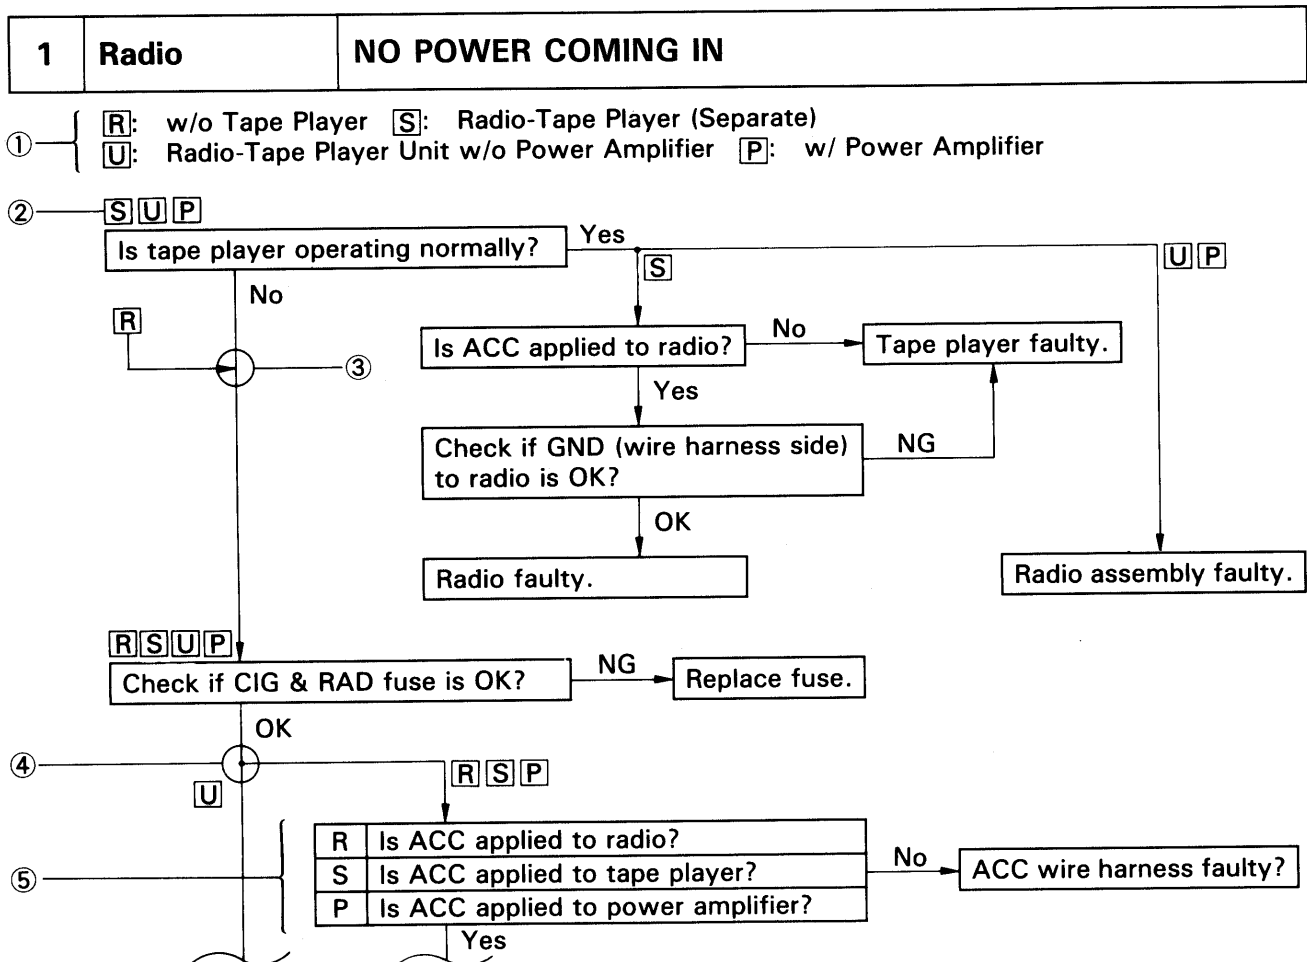 1 Radio NO POWER COMING IN
R: w/o Tape Player S: Radio-Tape Player (Separate)
① U: Radio-Tape Player Unit w/o Power Amplifier P: w/ Power Amplifier
② S U P
Is tape player operating normally? Yes
S
U P
No
R
Is ACC applied to radio? No Tape player faulty.
③
Yes
Check if GND (wire harness side) NG
to radio is OK?
OK
Radio faulty.
Radio assembly faulty.
R S U P
Check if CIG & RAD fuse is OK? NG Replace fuse.
OK
④
U
R S P
R Is ACC applied to radio?
⑤ S Is ACC applied to tape player? No ACC wire harness faulty?
P Is ACC applied to power amplifier?
Yes